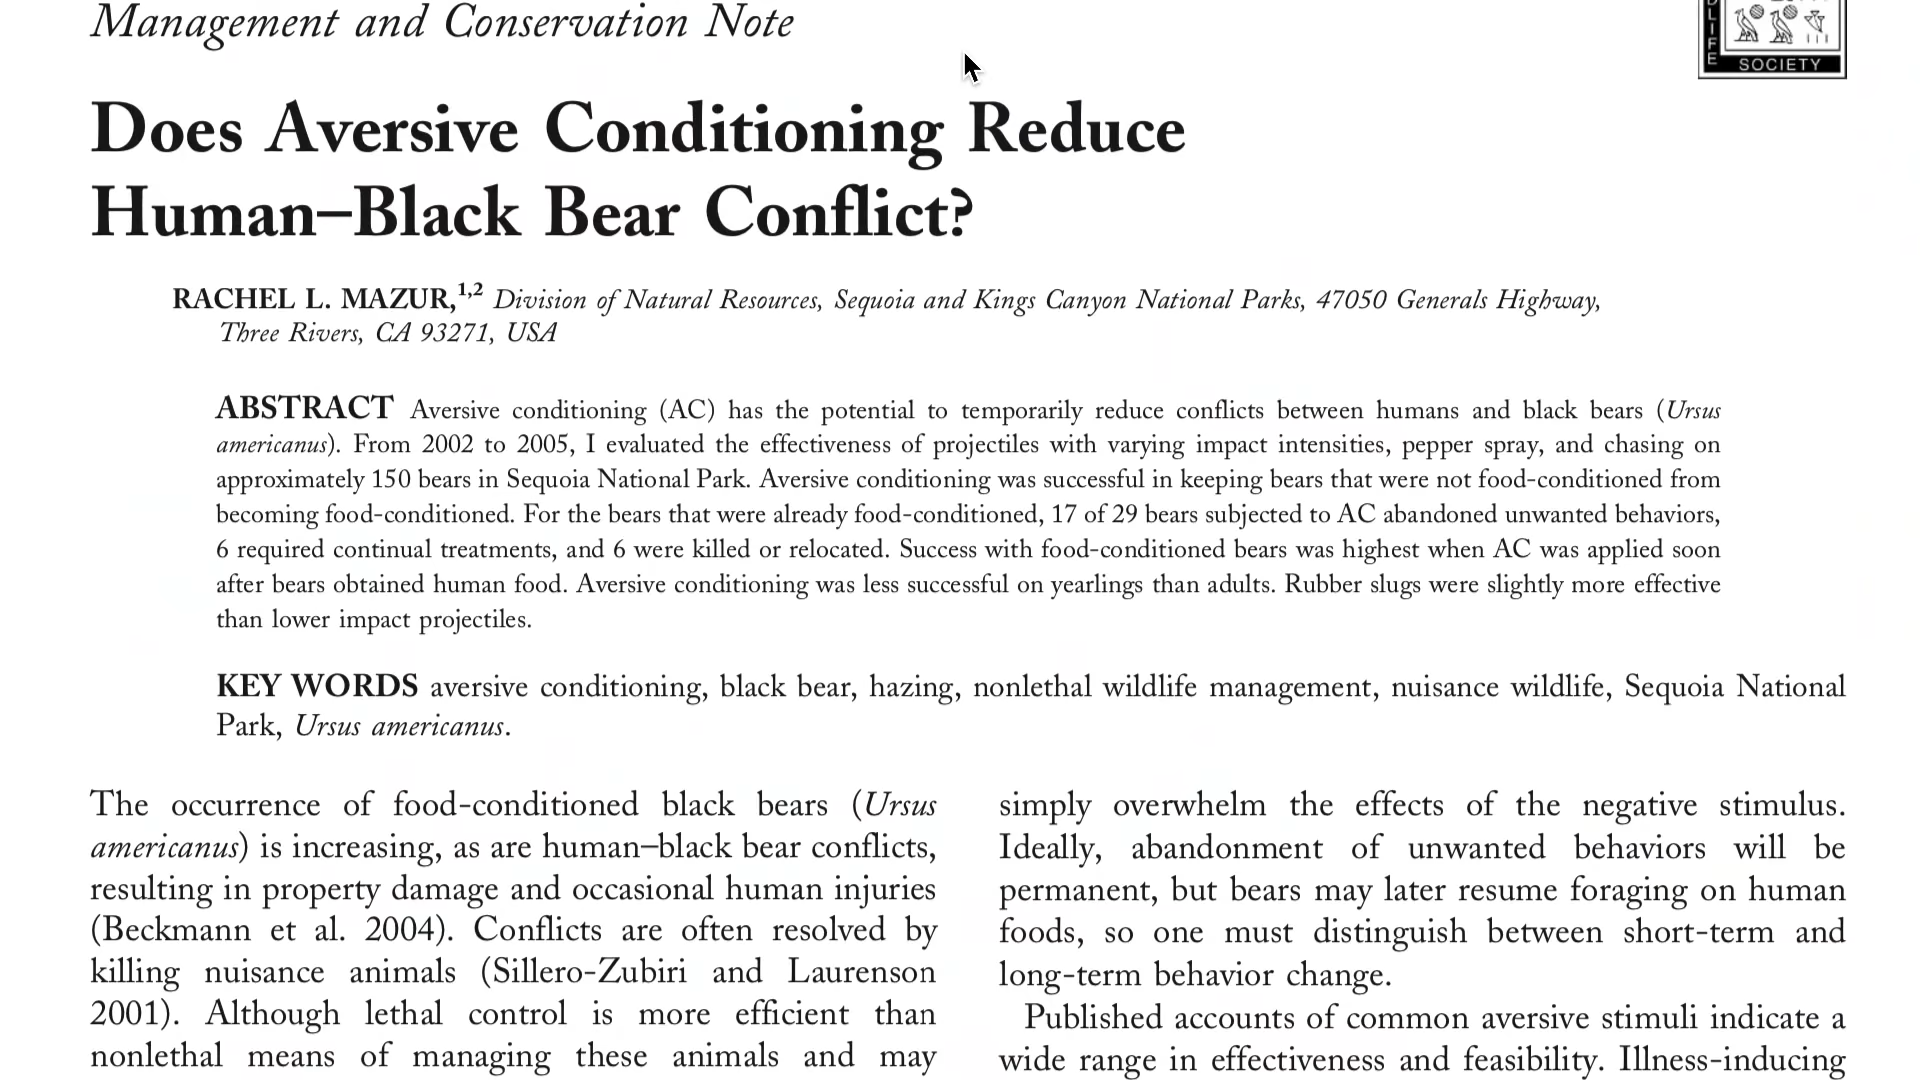 Management and Conservation Note
LIFE
SOCIETY
Does Aversive Conditioning Reduce
Human–Black Bear Conflict?
RACHEL L. MAZUR,1,2 Division of Natural Resources, Sequoia and Kings Canyon National Parks, 47050 Generals Highway,
Three Rivers, CA 93271, USA
ABSTRACT Aversive conditioning (AC) has the potential to temporarily reduce conflicts between humans and black bears (Ursus
americanus). From 2002 to 2005, I evaluated the effectiveness of projectiles with varying impact intensities, pepper spray, and chasing on
approximately 150 bears in Sequoia National Park. Aversive conditioning was successful in keeping bears that were not food-conditioned from
becoming food-conditioned. For the bears that were already food-conditioned, 17 of 29 bears subjected to AC abandoned unwanted behaviors,
6 required continual treatments, and 6 were killed or relocated. Success with food-conditioned bears was highest when AC was applied soon
after bears obtained human food. Aversive conditioning was less successful on yearlings than adults. Rubber slugs were slightly more effective
than lower impact projectiles.
KEY WORDS aversive conditioning, black bear, hazing, nonlethal wildlife management, nuisance wildlife, Sequoia National
Park, Ursus americanus.
The occurrence of food-conditioned black bears (Ursus
americanus) is increasing, as are human–black bear conflicts,
resulting in property damage and occasional human injuries
(Beckmann et al. 2004). Conflicts are often resolved by
killing nuisance animals (Sillero-Zubiri and Laurenson
2001). Although lethal control is more efficient than
nonlethal means of managing these animals and may
simply overwhelm the effects of the negative stimulus.
Ideally, abandonment of unwanted behaviors will be
permanent, but bears may later resume foraging on human
foods, so one must distinguish between short-term and
long-term behavior change.
Published accounts of common aversive stimuli indicate a
wide range in effectiveness and feasibility. Illness-inducing